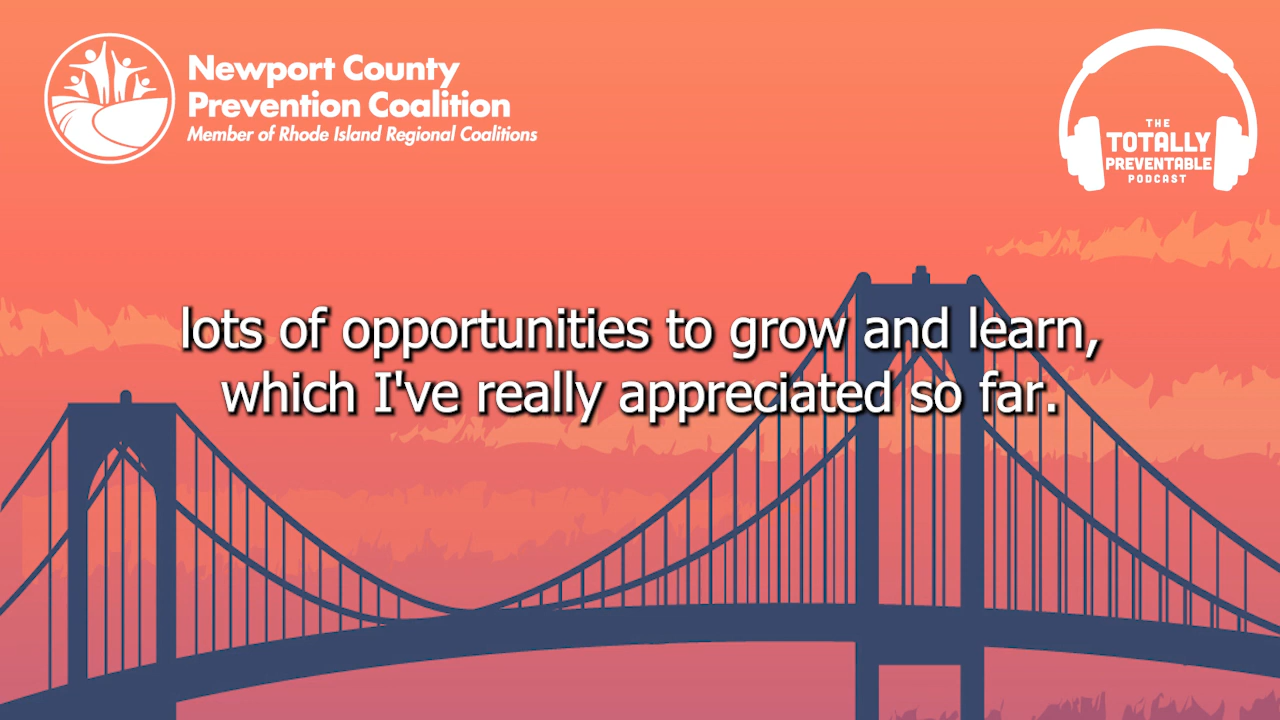 Newport County
Prevention Coalition
Member of Rhode Island Regional Coalitions
THE
TOTALLY
PREVENTABLE
PODCAST
lots of opportunities to grow and learn,
which I've really appreciated so far.